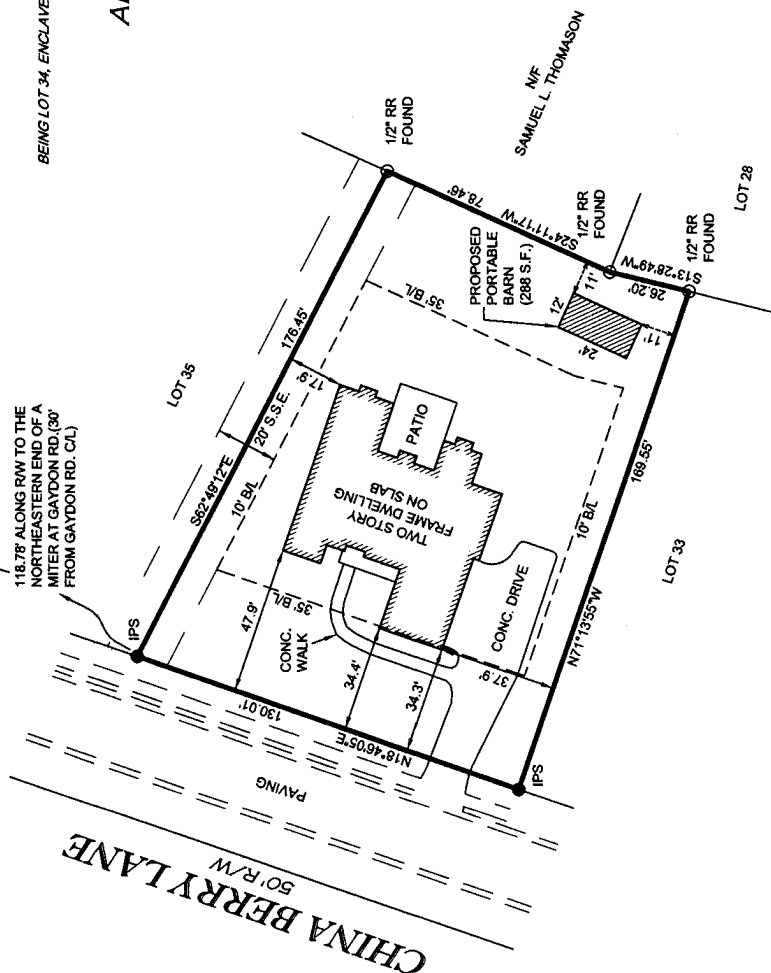 BEING LOT 34, ENCLAVE
118.78' ALONG R/W TO THE
NORTHEASTERN END OF A
MITER AT GAYDON RD.(30'
FROM GAYDON RD. C/L)
IPS
LOT 35
S62°49'12"E
176.45'
20' S.S.E.
10' B/L
17.9'
35' B/L
1/2" RR
FOUND
N/F
SAMUEL L. THOMASON
78.46'
S24°11'17"W
1/2" RR
FOUND
PROPOSED
PORTABLE
BARN
(288 S.F.)
12'
11'
24'
11'
26.20'
S13°28'49"W
1/2" RR
FOUND
LOT 28
PATIO
TWO STORY
FRAME DWELLING
ON SLAB
47.9'
35' B/L
CONC.
WALK
34.4'
34.3'
37.9'
CONC. DRIVE
10' B/L
169.55'
N71°13'55"W
LOT 33
130.01'
N18°46'05"E
IPS
PAVING
50' R/W
CHINA BERRY LANE